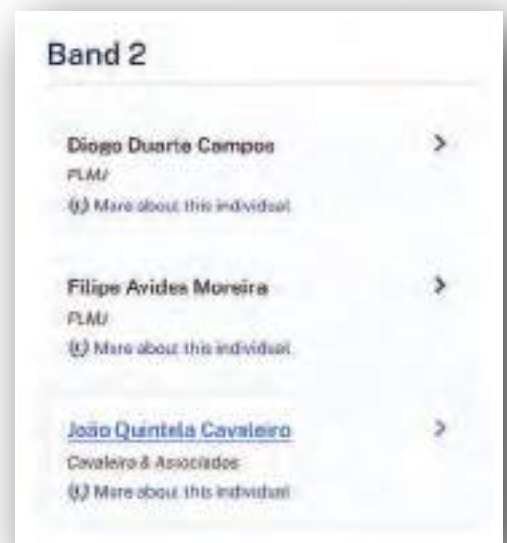 Band 2
Diogo Duarte Campos
PLMJ
More about this individual
Filipe Avides Moreira
PLMJ
More about this individual
João Quintela Cavaleiro
Cavaleiro & Associados
More about this individual